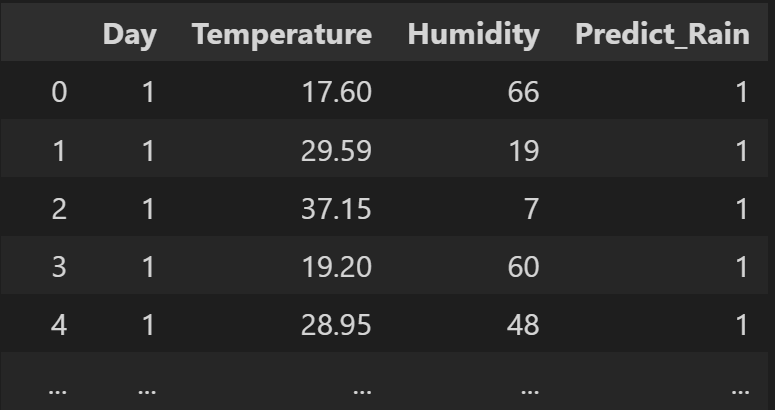 Day Temperature Humidity Predict_Rain
0 1 17.60 66 1
1 1 29.59 19 1
2 1 37.15 7 1
3 1 19.20 60 1
4 1 28.95 48 1
... ... ... ... ...